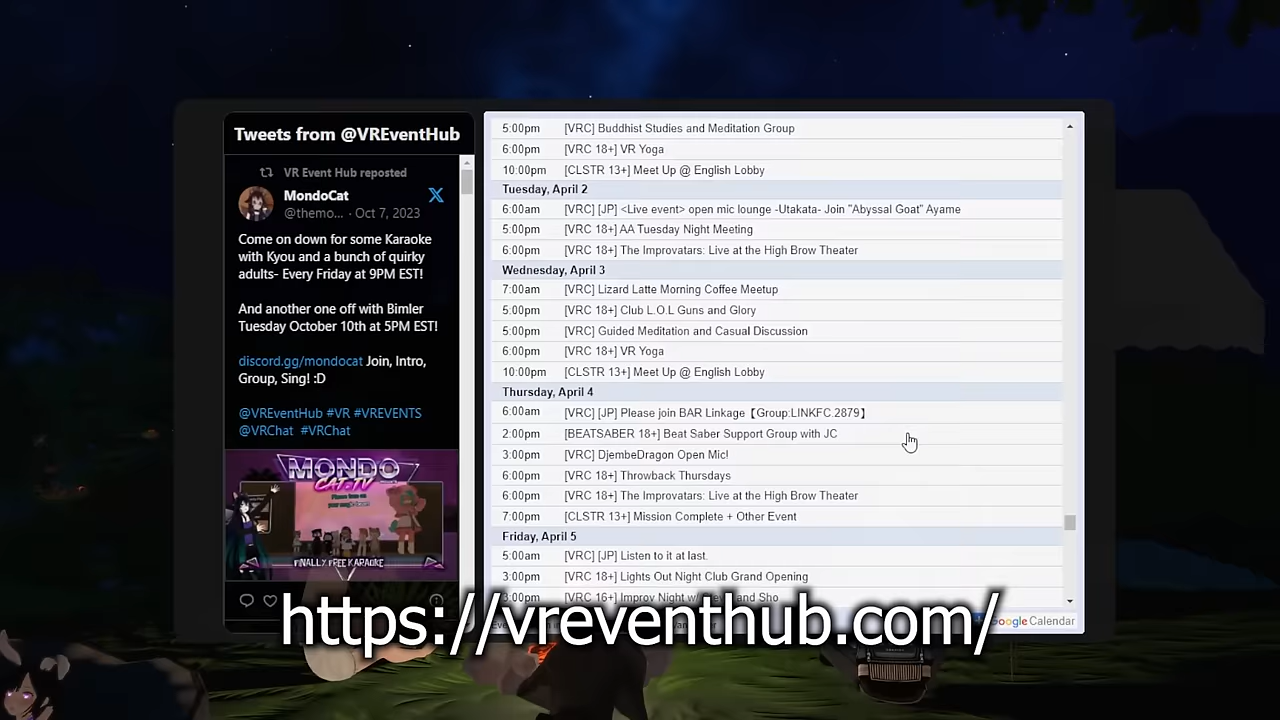 Tweets from @VREventHub
VR Event Hub reposted
MondoCat
@themo... · Oct 7, 2023
Come on down for some Karaoke
with Kyou and a bunch of quirky
adults- Every Friday at 9PM EST!
And another one off with Bimler
Tuesday October 10th at 5PM EST!
discord.gg/mondocat Join, Intro,
Group, Sing! :D
@VREventHub #VR #VREVENTS
@VRChat #VRChat
MONDO
CAT.TV
FINALLY FREE KARAOKE
5:00pm [VRC] Buddhist Studies and Meditation Group
6:00pm [VRC 18+] VR Yoga
10:00pm [CLSTR 13+] Meet Up @ English Lobby
Tuesday, April 2
6:00am [VRC] [JP] <Live event> open mic lounge -Utakata- Join "Abyssal Goat" Ayame
5:00pm [VRC 18+] AA Tuesday Night Meeting
6:00pm [VRC 18+] The Improvatars: Live at the High Brow Theater
Wednesday, April 3
7:00am [VRC] Lizard Latte Morning Coffee Meetup
5:00pm [VRC 18+] Club L.O.L Guns and Glory
5:00pm [VRC] Guided Meditation and Casual Discussion
6:00pm [VRC 18+] VR Yoga
10:00pm [CLSTR 13+] Meet Up @ English Lobby
Thursday, April 4
6:00am [VRC] [JP] Please join BAR Linkage【Group:LINKFC.2879】
2:00pm [BEATSABER 18+] Beat Saber Support Group with JC
3:00pm [VRC] DjembeDragon Open Mic!
6:00pm [VRC 18+] Throwback Thursdays
6:00pm [VRC 18+] The Improvatars: Live at the High Brow Theater
7:00pm [CLSTR 13+] Mission Complete + Other Event
Friday, April 5
5:00am [VRC] [JP] Listen to it at last.
3:00pm [VRC 18+] Lights Out Night Club Grand Opening
3:00pm [VRC 16+] Improv Night and Sho
Google Calendar
https://vreventhub.com/